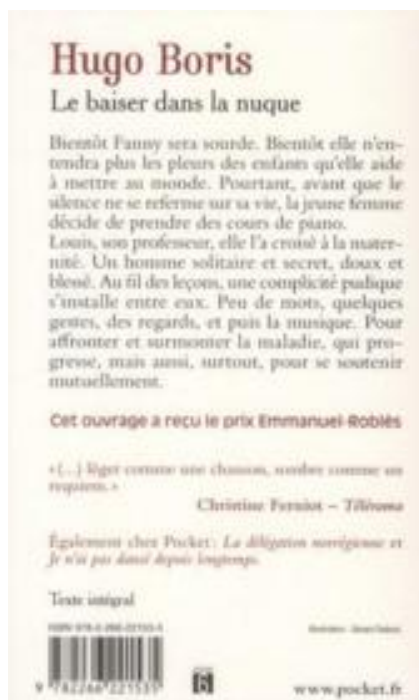 Hugo Boris
Le baiser dans la nuque
Bientôt Fanny sera sourde. Bientôt elle n'en-
tendra plus les pleurs des enfants qu'elle aide
à mettre au monde. Pourtant, avant que le
silence ne se referme sur sa vie, la jeune femme
décide de prendre des cours de piano.
Louis, son professeur, elle l'a croisé à la mater-
nité. Un homme solitaire et secret, doux et
blessé. Au fil des leçons, une complicité pudique
s'installe entre eux. Peu de mots, quelques
gestes, des regards, et puis la musique. Pour
affronter et surmonter la maladie, qui pro-
gresse, mais aussi, surtout, pour se soutenir
mutuellement.
Cet ouvrage a reçu le prix Emmanuel-Roblès
« (...) léger comme une chanson, sombre comme un
requiem. »
Christine Ferniot – Télérama
Également chez Pocket : La délégation norvégienne et
Je n'ai pas dansé depuis longtemps.
Texte intégral
9 782266 221535
6
www.pocket.fr